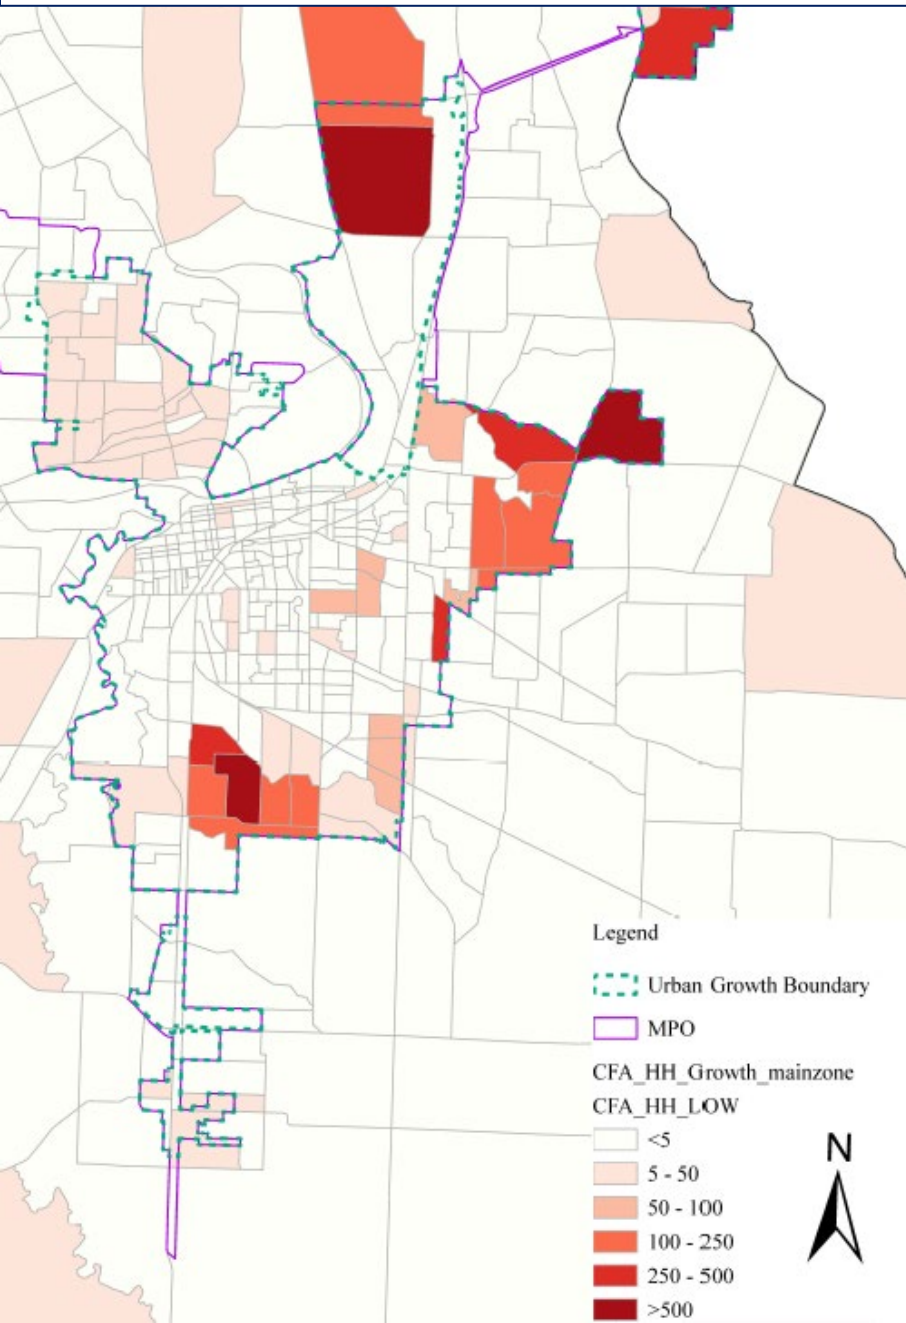 Legend
Urban Growth Boundary
MPO
CFA_HH_Growth_mainzone
CFA_HH_LOW
<5
5 - 50
50 - 100
100 - 250
250 - 500
>500
N